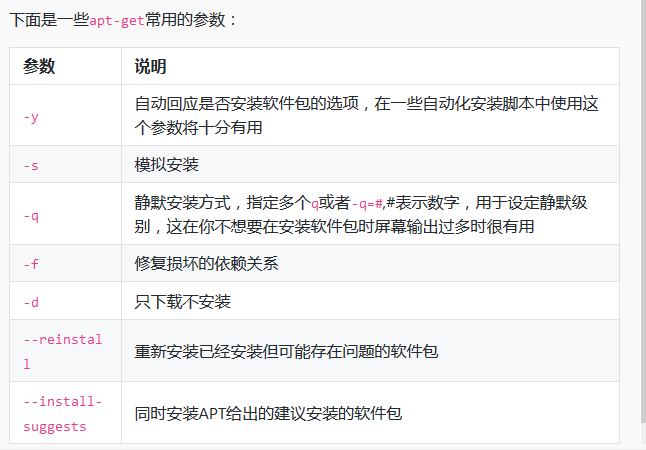 下面是一些apt-get常用的参数：
参数
说明
-y
自动回应是否安装软件包的选项，在一些自动化安装脚本中使用这
个参数将十分有用
-s
模拟安装
-q
静默安装方式，指定多个q或者-q=#,#表示数字，用于设定静默级
别，这在你不想要在安装软件包时屏幕输出过多时很有用
-f
修复损坏的依赖关系
-d
只下载不安装
--reinstal
l
重新安装已经安装但可能存在问题的软件包
--install-
suggests
同时安装APT给出的建议安装的软件包